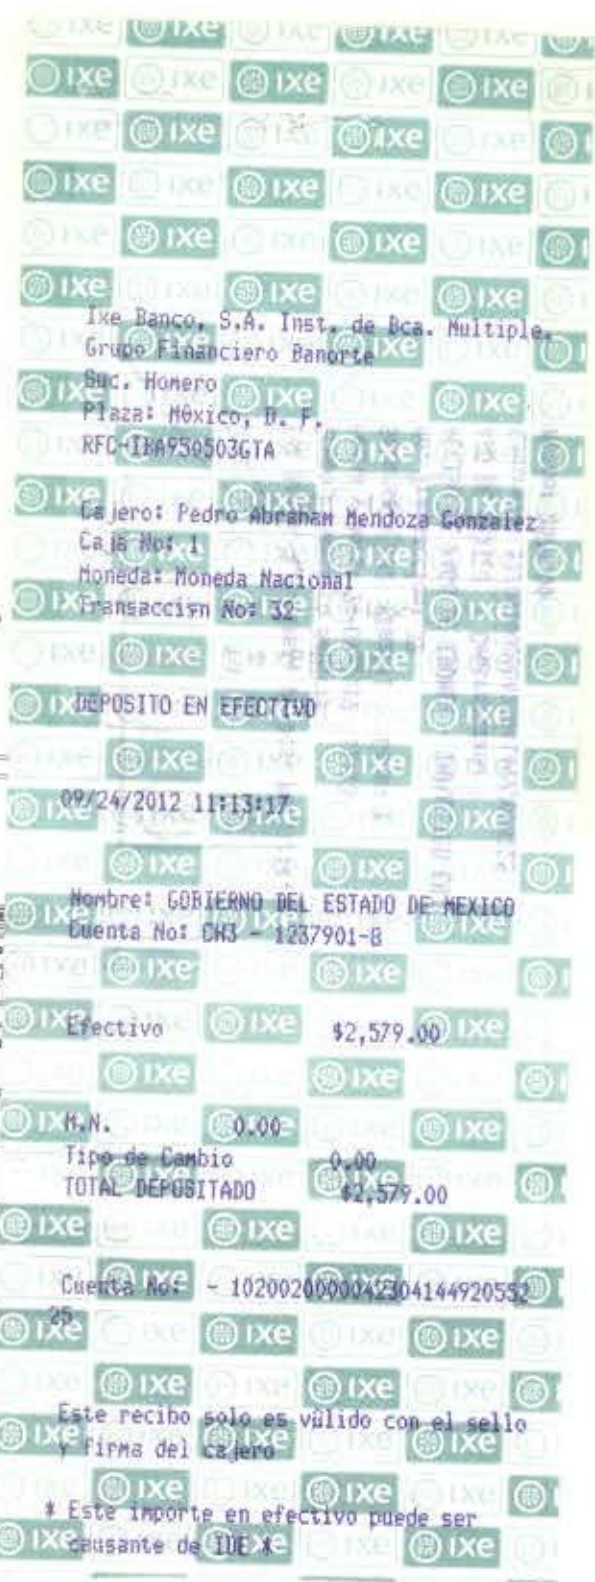 Ixe Banco, S.A. Inst. de Bca. Multiple.
Grupo Financiero Banorte
Suc. Homero
Plaza: México, D. F.
RFC-IBA950503GTA
Cajero: Pedro Abraham Mendoza Gonzalez
Caja No: 1
Moneda: Moneda Nacional
Transaccion No: 32
DEPOSITO EN EFECTIVO
09/24/2012 11:13:17
Nombre: GOBIERNO DEL ESTADO DE MEXICO
Cuenta No: CH3 - 1237901-8
Efectivo $2,579.00
M.N. 0.00
Tipo de Cambio 0.00
TOTAL DEPOSITADO $2,579.00
Cuenta No: - 102002000004230414492055​2
25
Este recibo solo es válido con el sello
y firma del cajero
* Este importe en efectivo puede ser
causante de IDE *